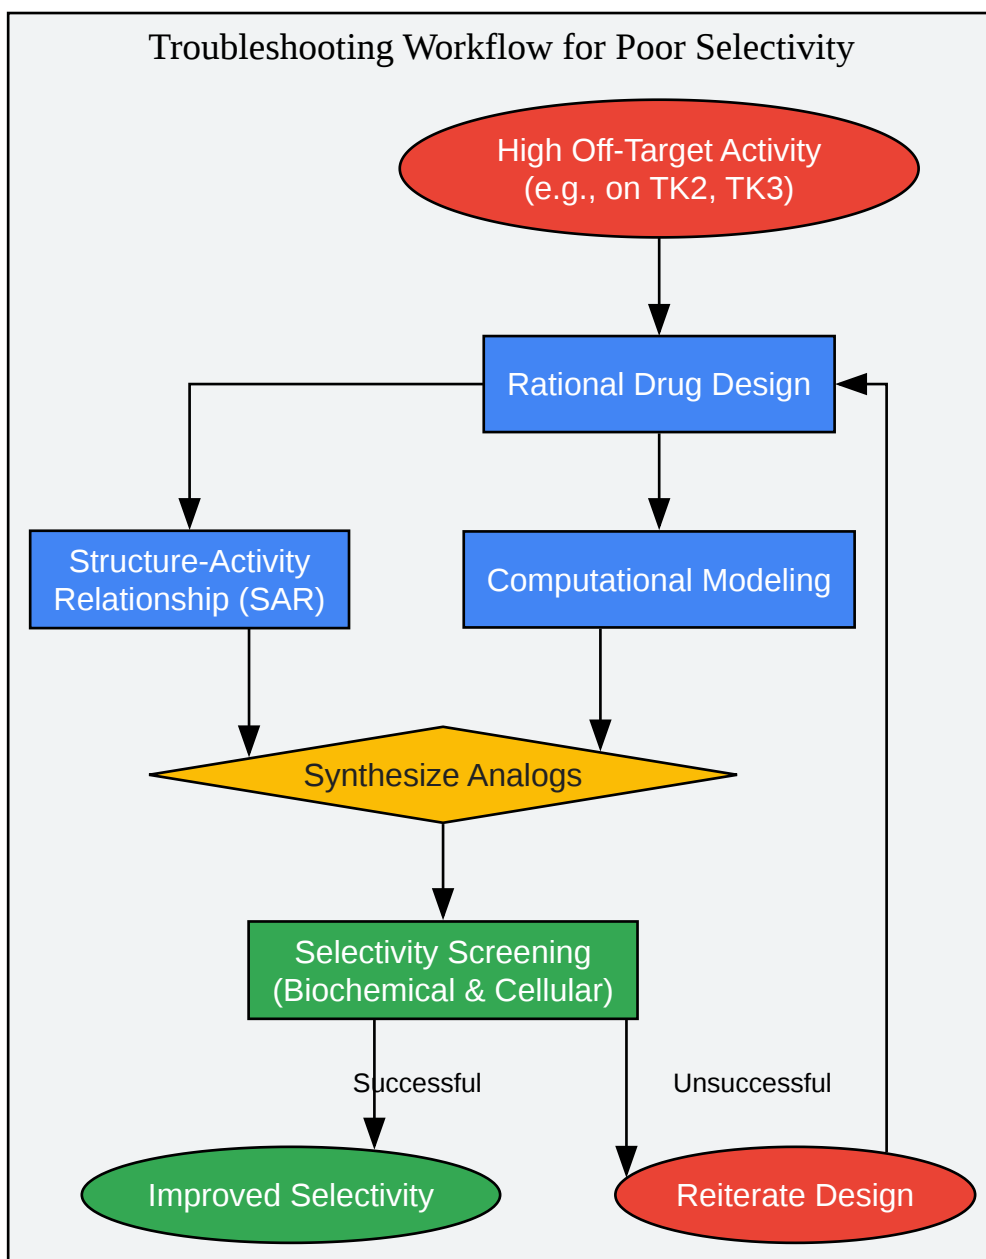 Troubleshooting Workflow for Poor Selectivity
High Off-Target Activity
(e.g., on TK2, TK3)
Rational Drug Design
Structure-Activity
Relationship (SAR)
Computational Modeling
Synthesize Analogs
Selectivity Screening
(Biochemical & Cellular)
Successful
Unsuccessful
Improved Selectivity
Reiterate Design